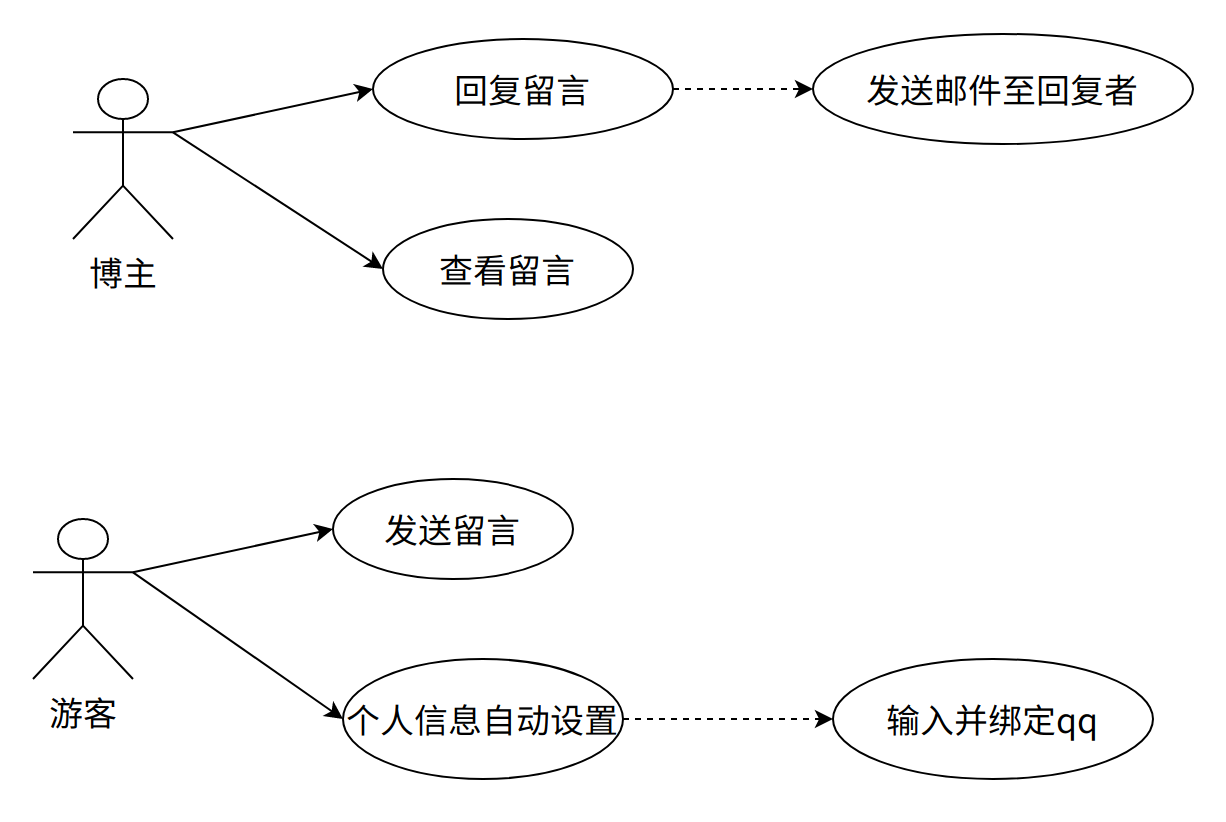 回复留言
发送邮件至回复者
博主
查看留言
发送留言
游客
个人信息自动设置
输入并绑定qq